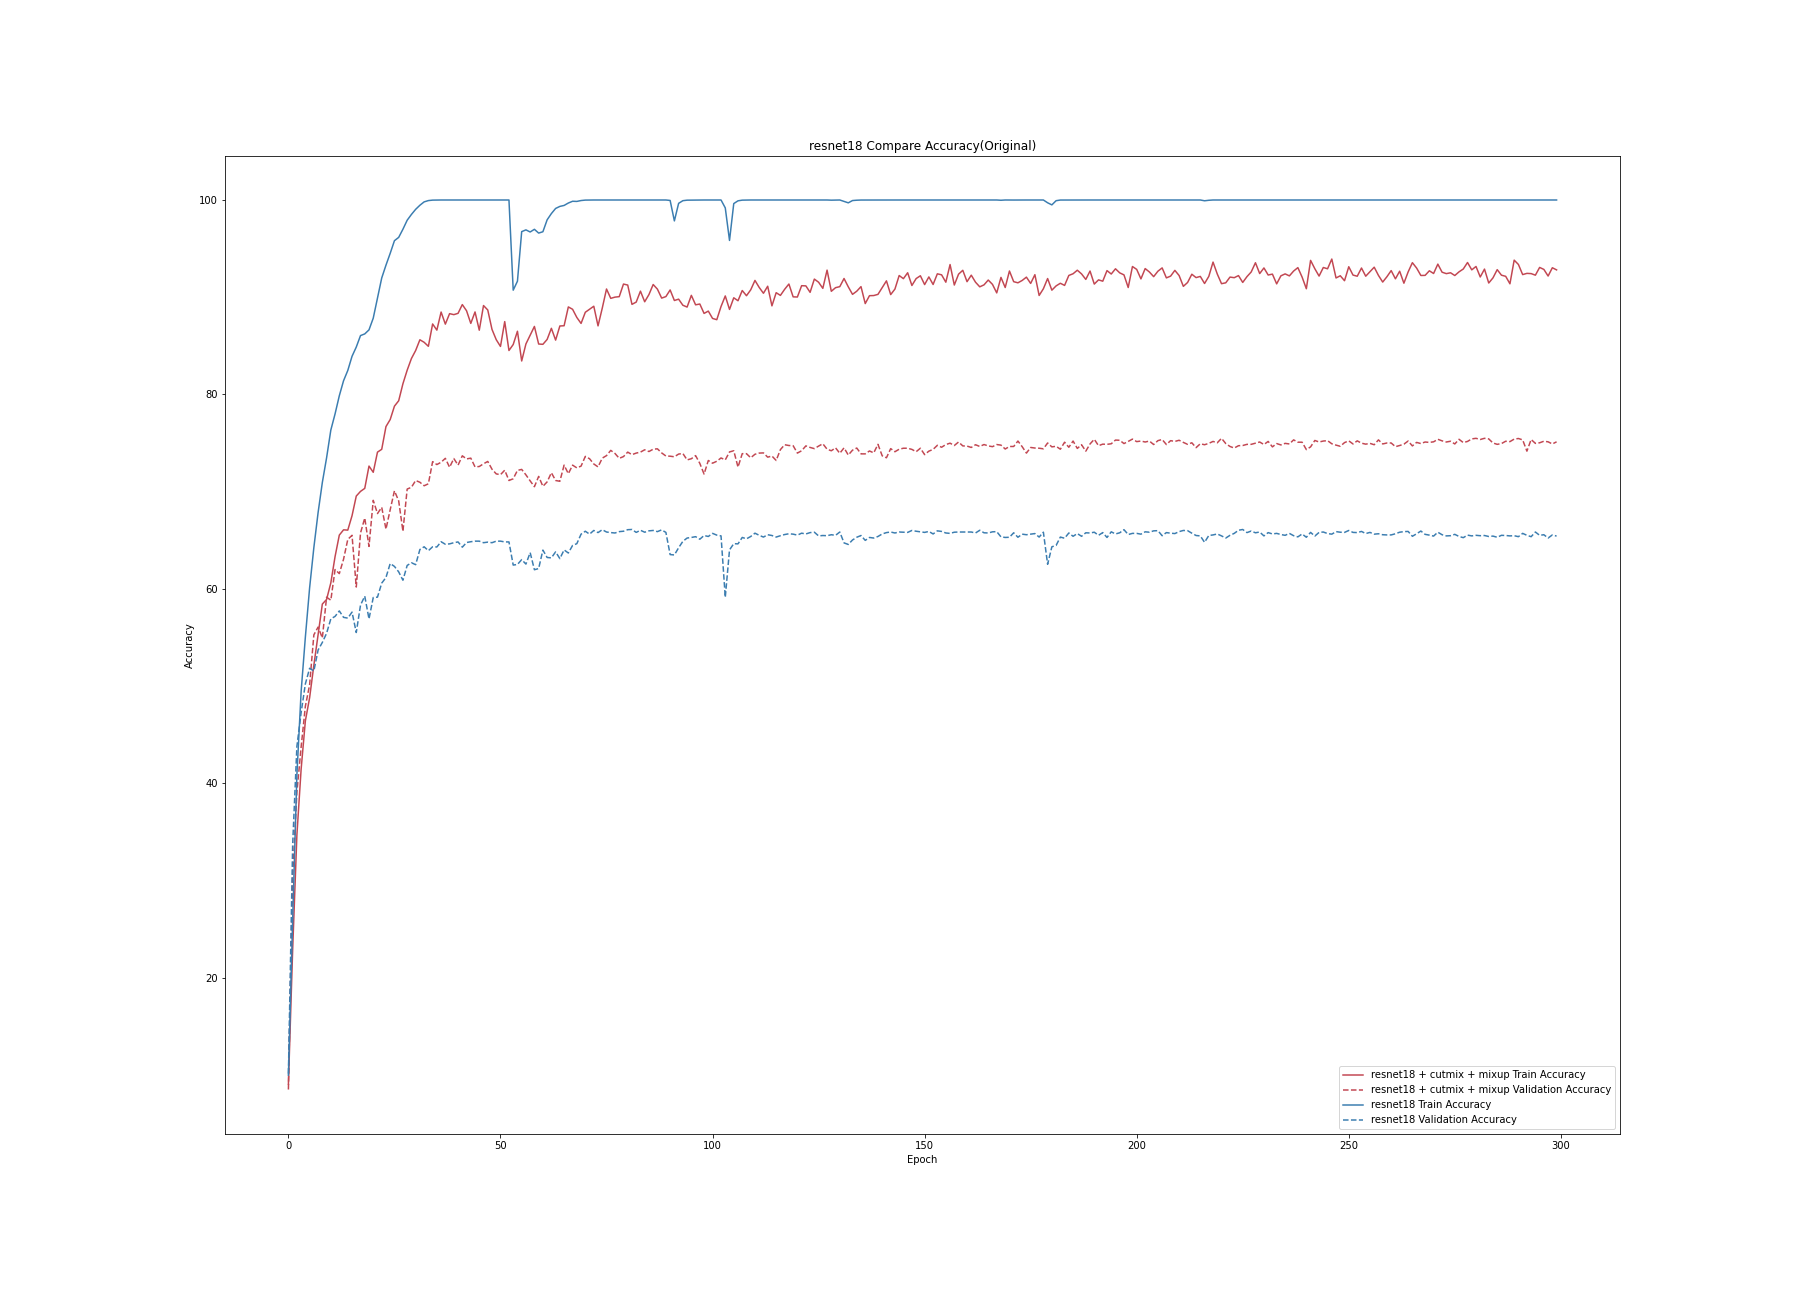 resnet18 Compare Accuracy(Original)
100
80
60
40
20
Accuracy
0
50
100
150
200
250
300
Epoch
resnet18 + cutmix + mixup Train Accuracy
resnet18 + cutmix + mixup Validation Accuracy
resnet18 Train Accuracy
resnet18 Validation Accuracy